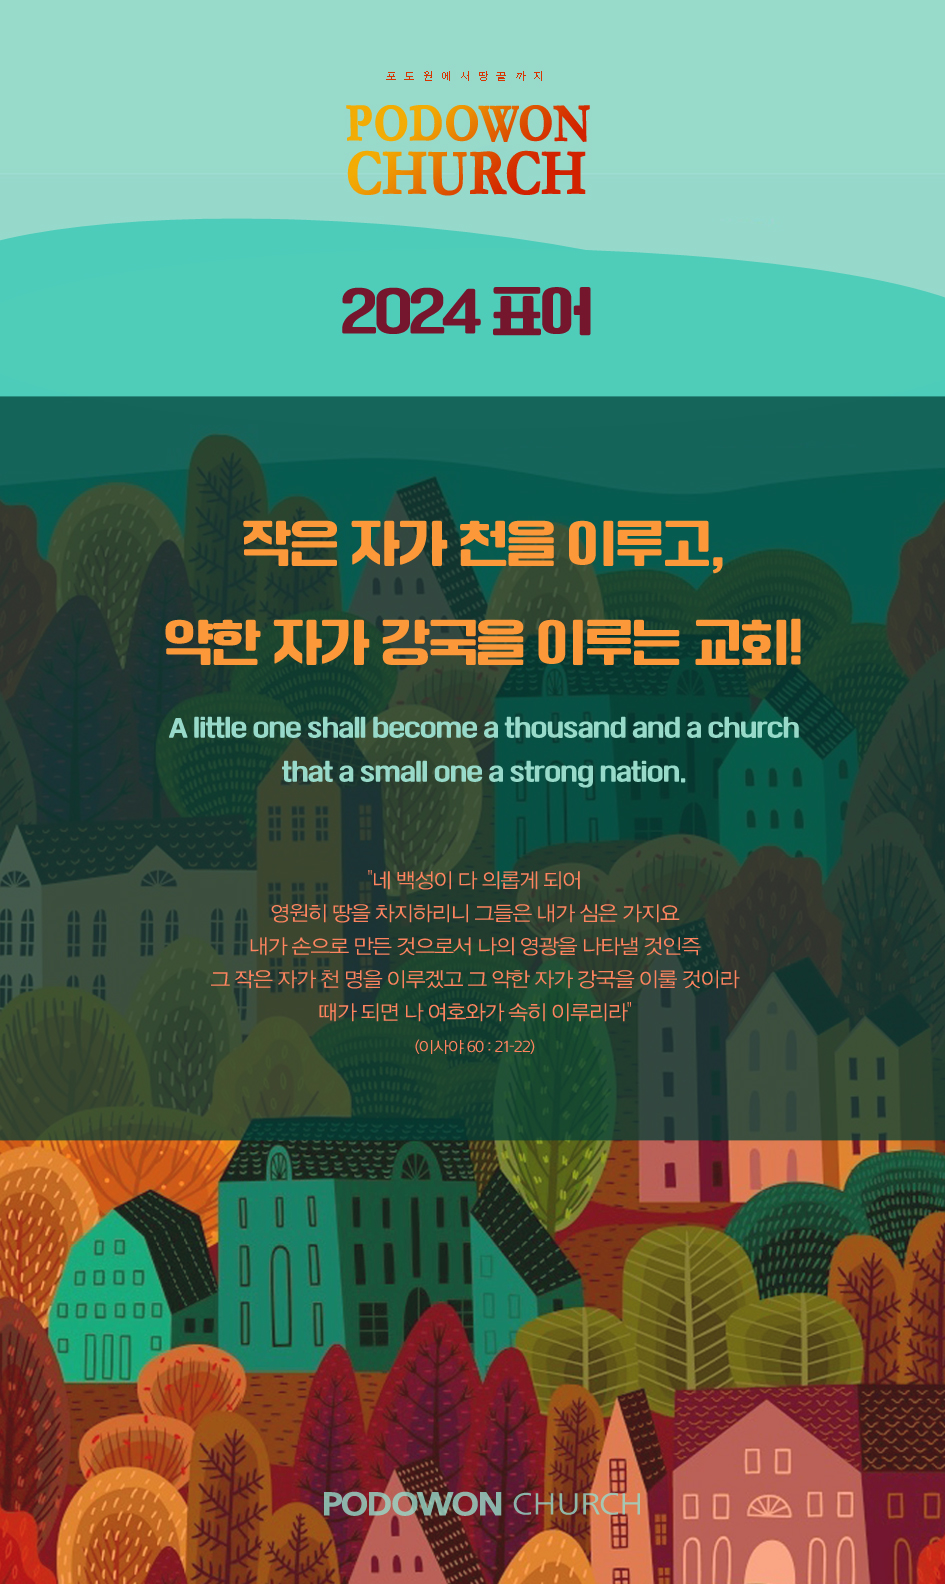 포도원에서땅끝까지
PODOWON
CHURCH
2024 표어
작은 자가 천을 이루고,
약한 자가 강국을 이루는 교회!
A little one shall become a thousand and a church
that a small one a strong nation.
"네 백성이 다 의롭게 되어
영원히 땅을 차지하리니 그들은 내가 심은 가지요
내가 손으로 만든 것으로서 나의 영광을 나타낼 것인즉
그 작은 자가 천 명을 이루겠고 그 약한 자가 강국을 이룰 것이라
때가 되면 나 여호와가 속히 이루리라"
(이사야 60 : 21-22)
PODOWON CHURCH